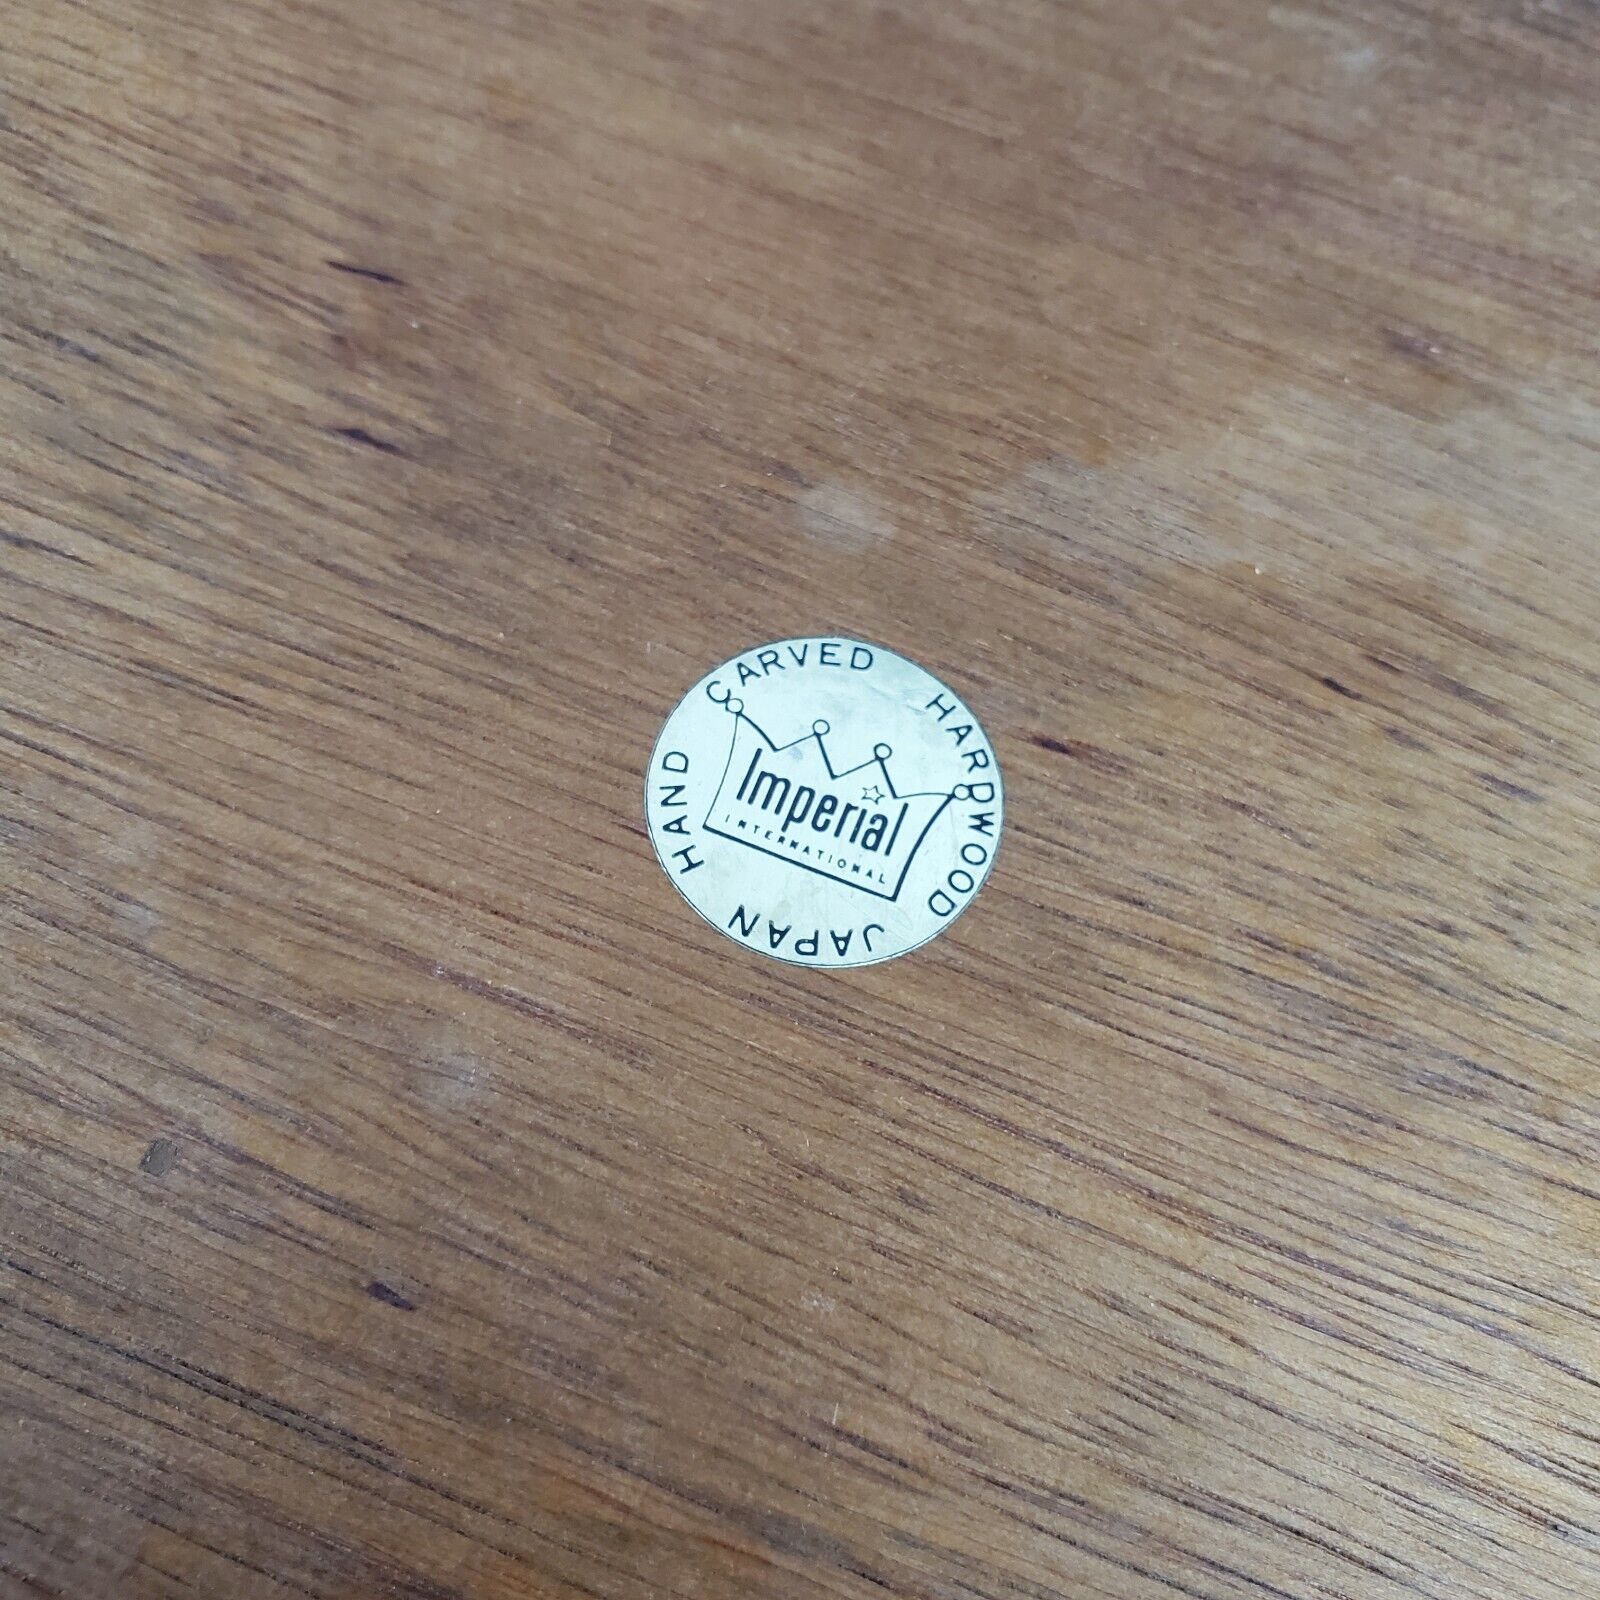 HAND CARVED HARDWOOD JAPAN
Imperial
INTERNATIONAL